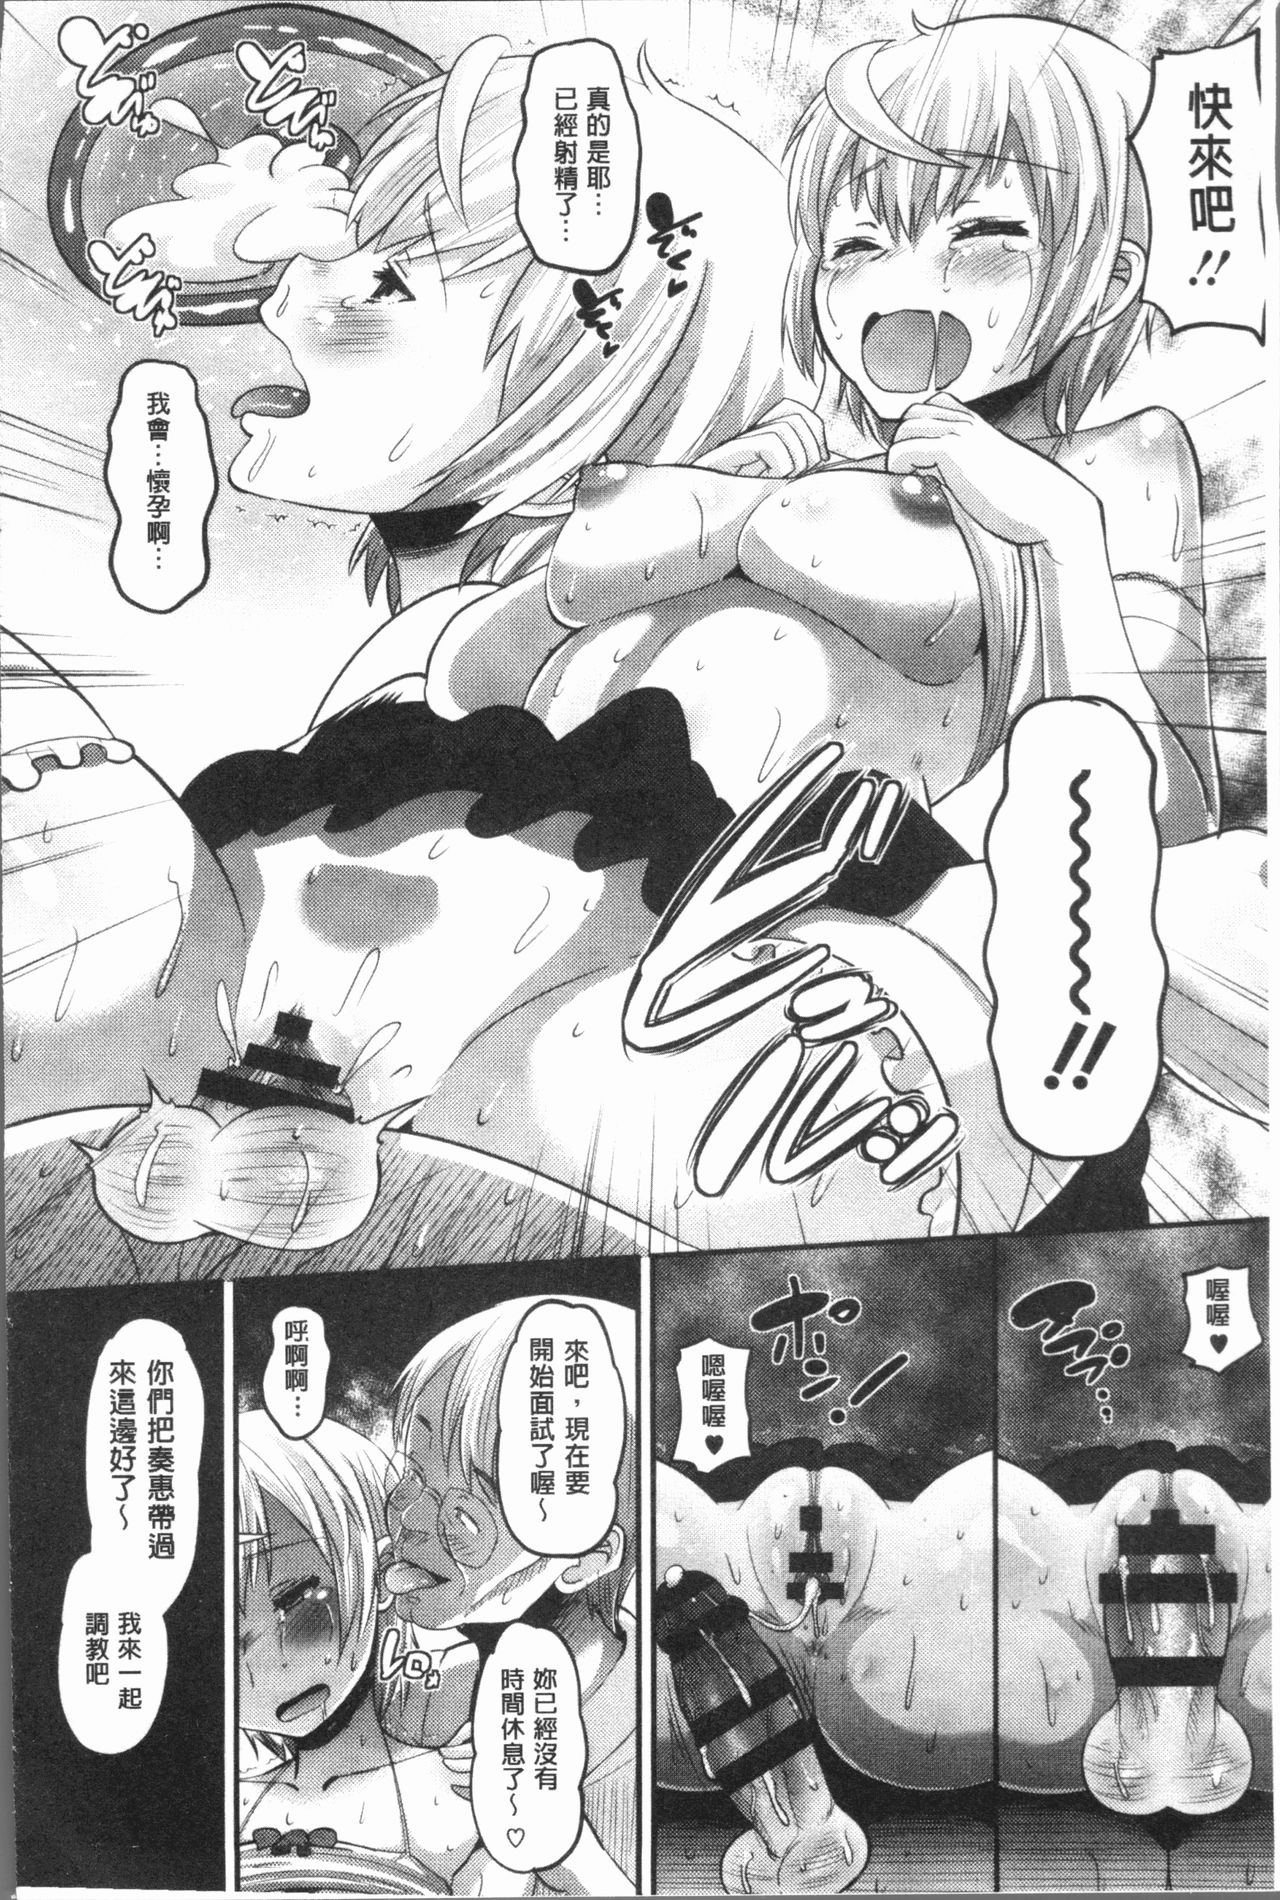 快來吧!!
真的是耶…
已經射精了…
我會…懷孕啊…
!!
喔喔♥
嗯喔喔♥
來吧,現在要
開始面試了喔~
妳已經沒有
時間休息了~♡
呼啊啊…
你們把奏惠帶過
來這邊好了~
我來一起
調教吧